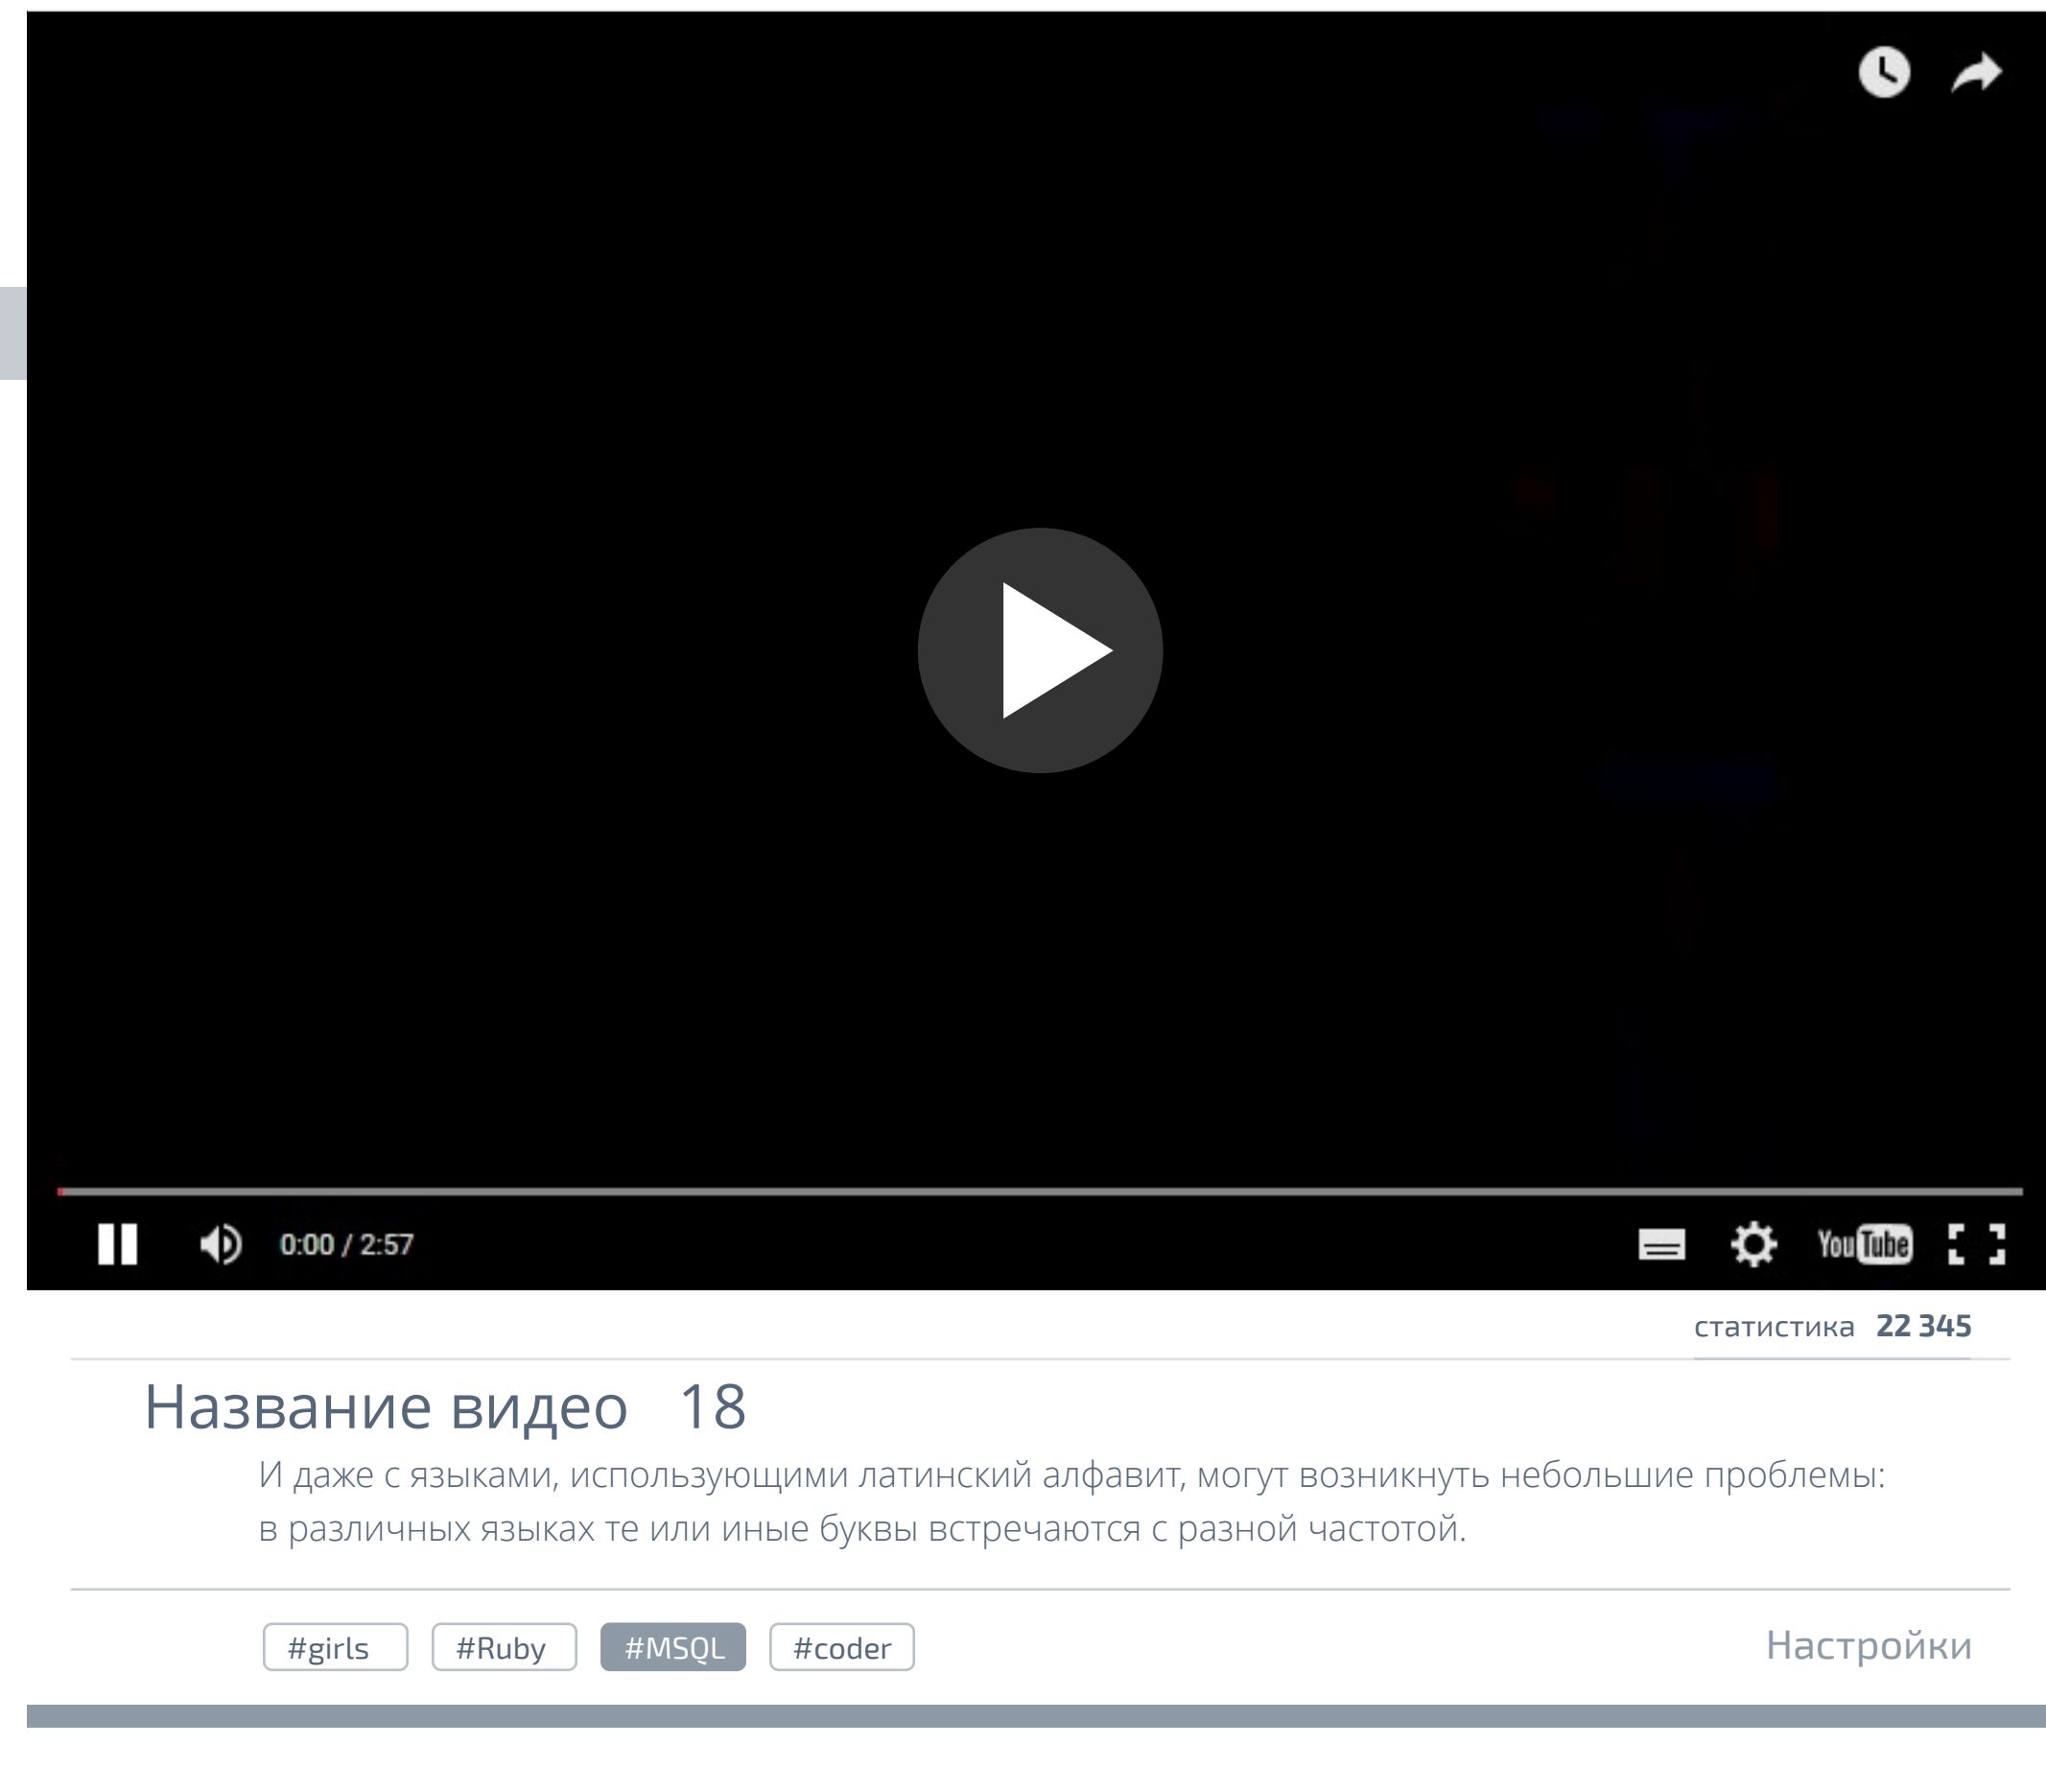 0:00 / 2:57
YouTube
статистика 22 345
Название видео 18
И даже с языками, использующими латинский алфавит, могут возникнуть небольшие проблемы:
в различных языках те или иные буквы встречаются с разной частотой.
#girls #Ruby #MSQL #coder
Настройки